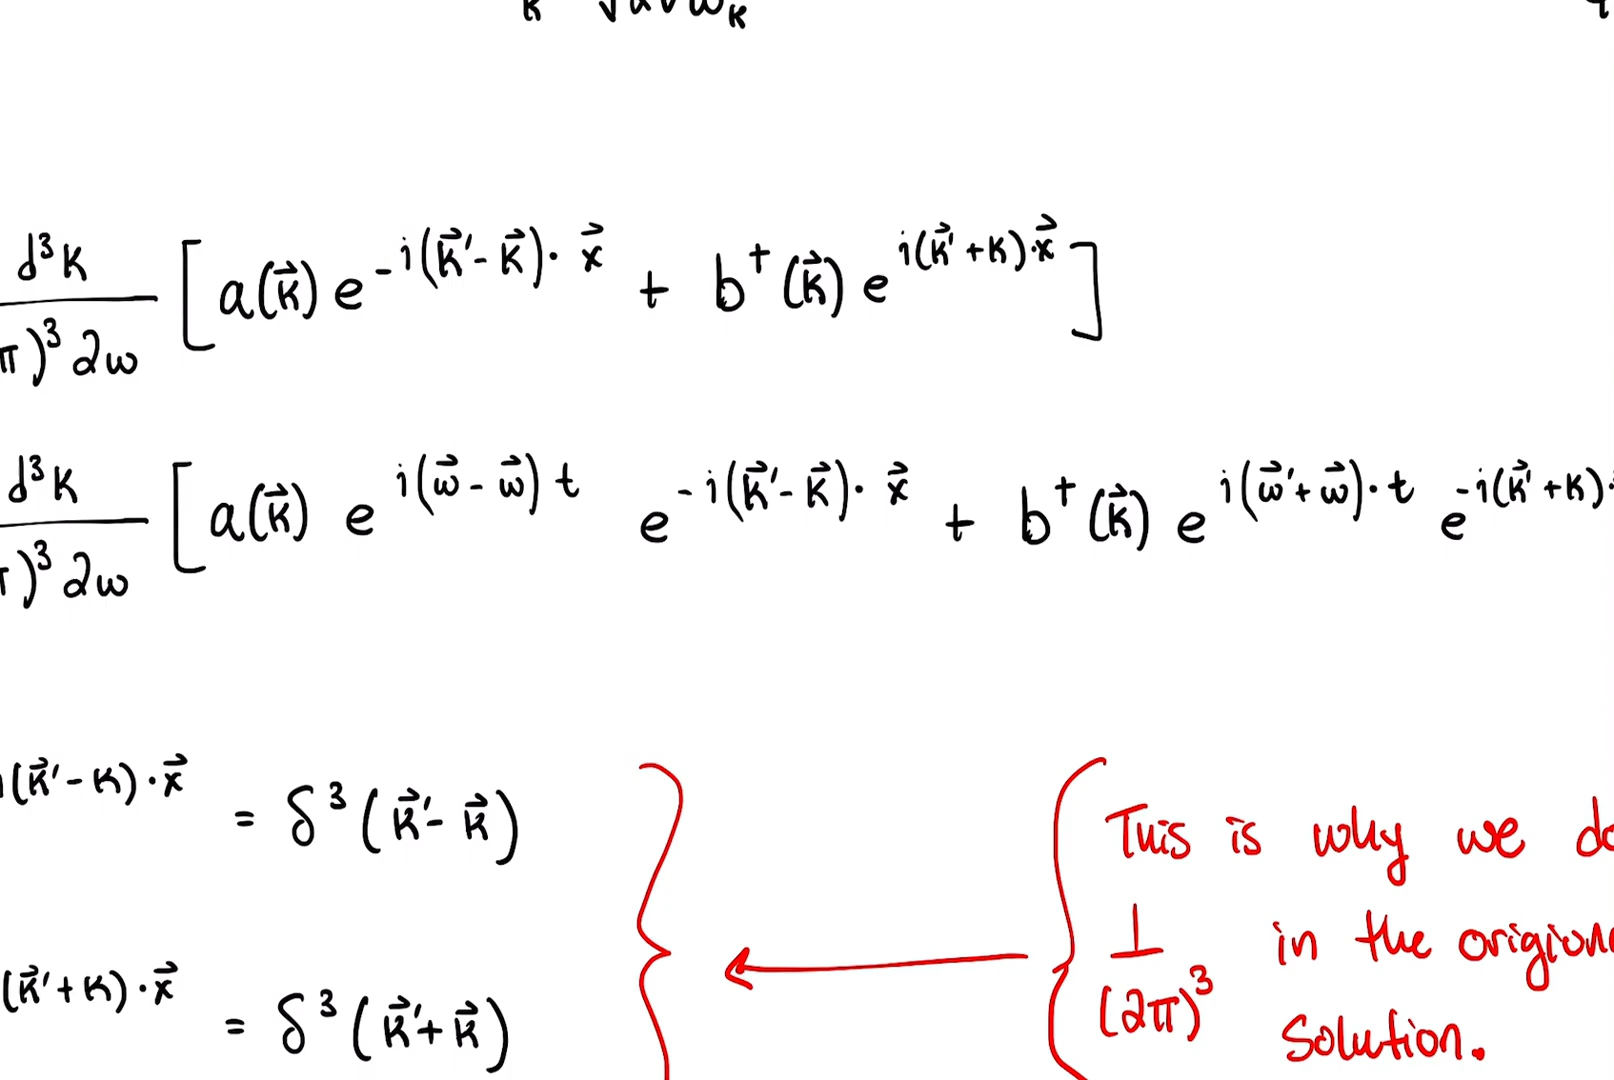 d³k [ a(k⃗) e^{-i(k⃗'-k⃗)·x⃗} + b†(k⃗) e^{i(k⃗'+k)·x⃗} ]
π)³ 2ω
d³k [ a(k⃗) e^{i(ω⃗-ω⃗)t} e^{-i(k⃗'-k⃗)·x⃗} + b†(k⃗) e^{i(ω⃗'+ω⃗)·t} e^{-i(k⃗'+k)·
)³ 2ω
(k⃗'-k)·x⃗ = δ³(k⃗'-k⃗)
This is why we
1/(2π)³ in the
(k⃗'+k)·x⃗ = δ³(k⃗'+k⃗)
Solution.